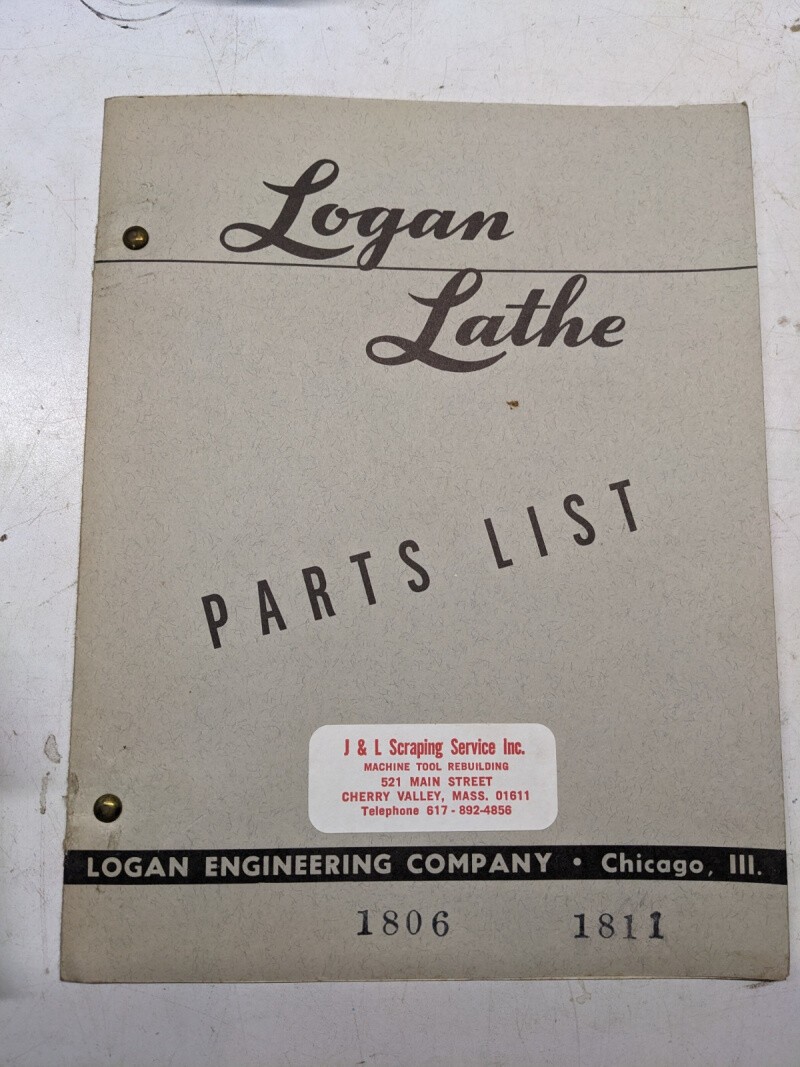 Logan
Lathe
PARTS LIST
J & L Scraping Service Inc.
MACHINE TOOL REBUILDING
521 MAIN STREET
CHERRY VALLEY, MASS. 01611
Telephone 617 - 892-4856
LOGAN ENGINEERING COMPANY • Chicago, Ill.
1806 1811